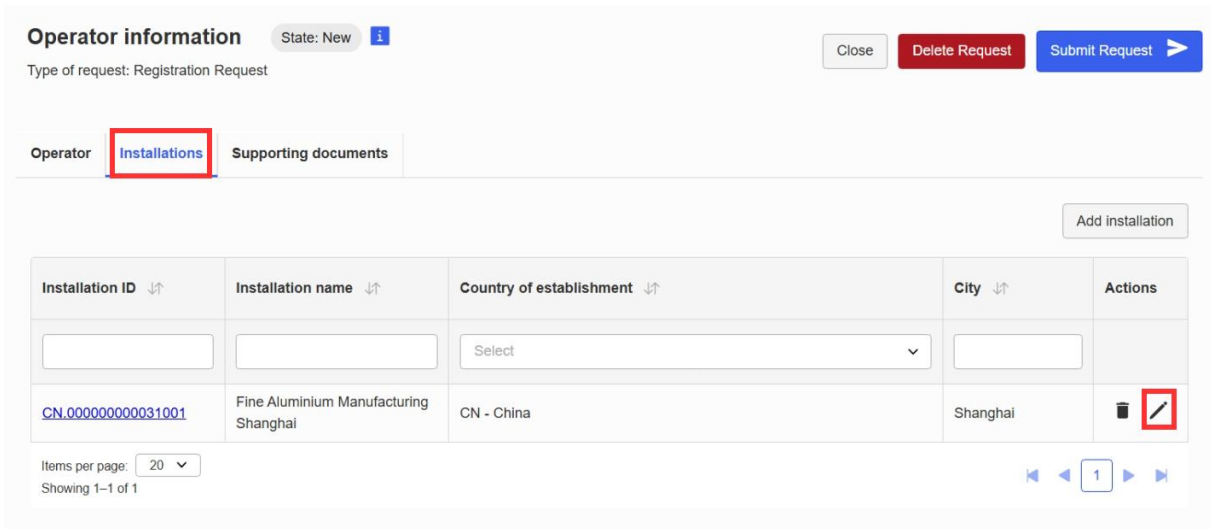 Operator information State: New i
Close Delete Request Submit Request
Type of request: Registration Request
Operator Installations Supporting documents
Add installation
Installation ID Installation name Country of establishment City Actions
Select
CN.000000000031001 Fine Aluminium Manufacturing Shanghai CN - China Shanghai
Items per page: 20
Showing 1–1 of 1
1